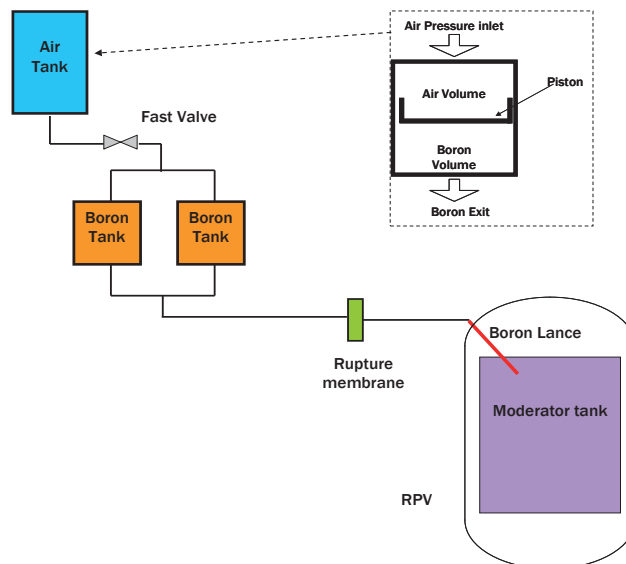 Air
Tank
Air Pressure inlet
Air Volume
Piston
Boron
Volume
Boron Exit
Fast Valve
Boron
Tank
Boron
Tank
Rupture
membrane
Boron Lance
Moderator tank
RPV